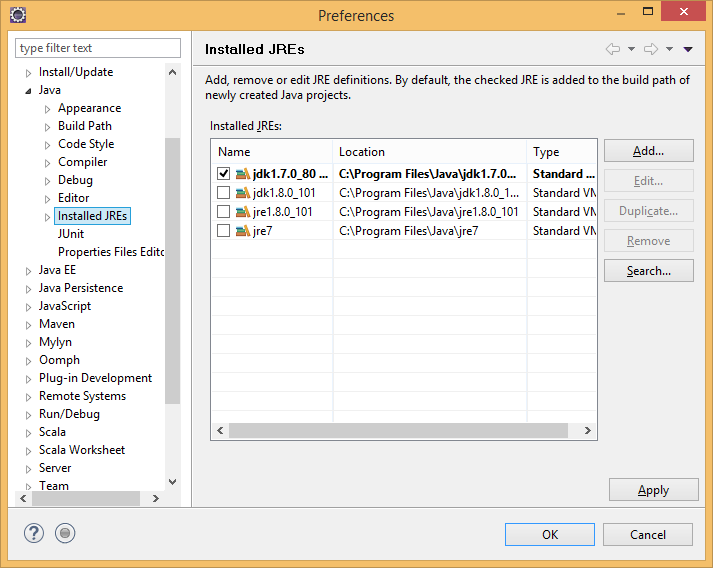 Preferences
type filter text
Install/Update
Java
Appearance
Build Path
Code Style
Compiler
Debug
Editor
Installed JREs
JUnit
Properties Files Edito
Java EE
Java Persistence
JavaScript
Maven
Mylyn
Oomph
Plug-in Development
Remote Systems
Run/Debug
Scala
Scala Worksheet
Server
Team
Installed JREs
Add, remove or edit JRE definitions. By default, the checked JRE is added to the build path of
newly created Java projects.
Installed JREs:
Name Location Type
jdk1.7.0_80 ... C:\Program Files\Java\jdk1.7.0... Standard ...
jdk1.8.0_101 C:\Program Files\Java\jdk1.8.0_1... Standard VM
jre1.8.0_101 C:\Program Files\Java\jre1.8.0_101 Standard VM
jre7 C:\Program Files\Java\jre7 Standard VM
Add...
Edit...
Duplicate...
Remove
Search...
Apply
?
OK
Cancel